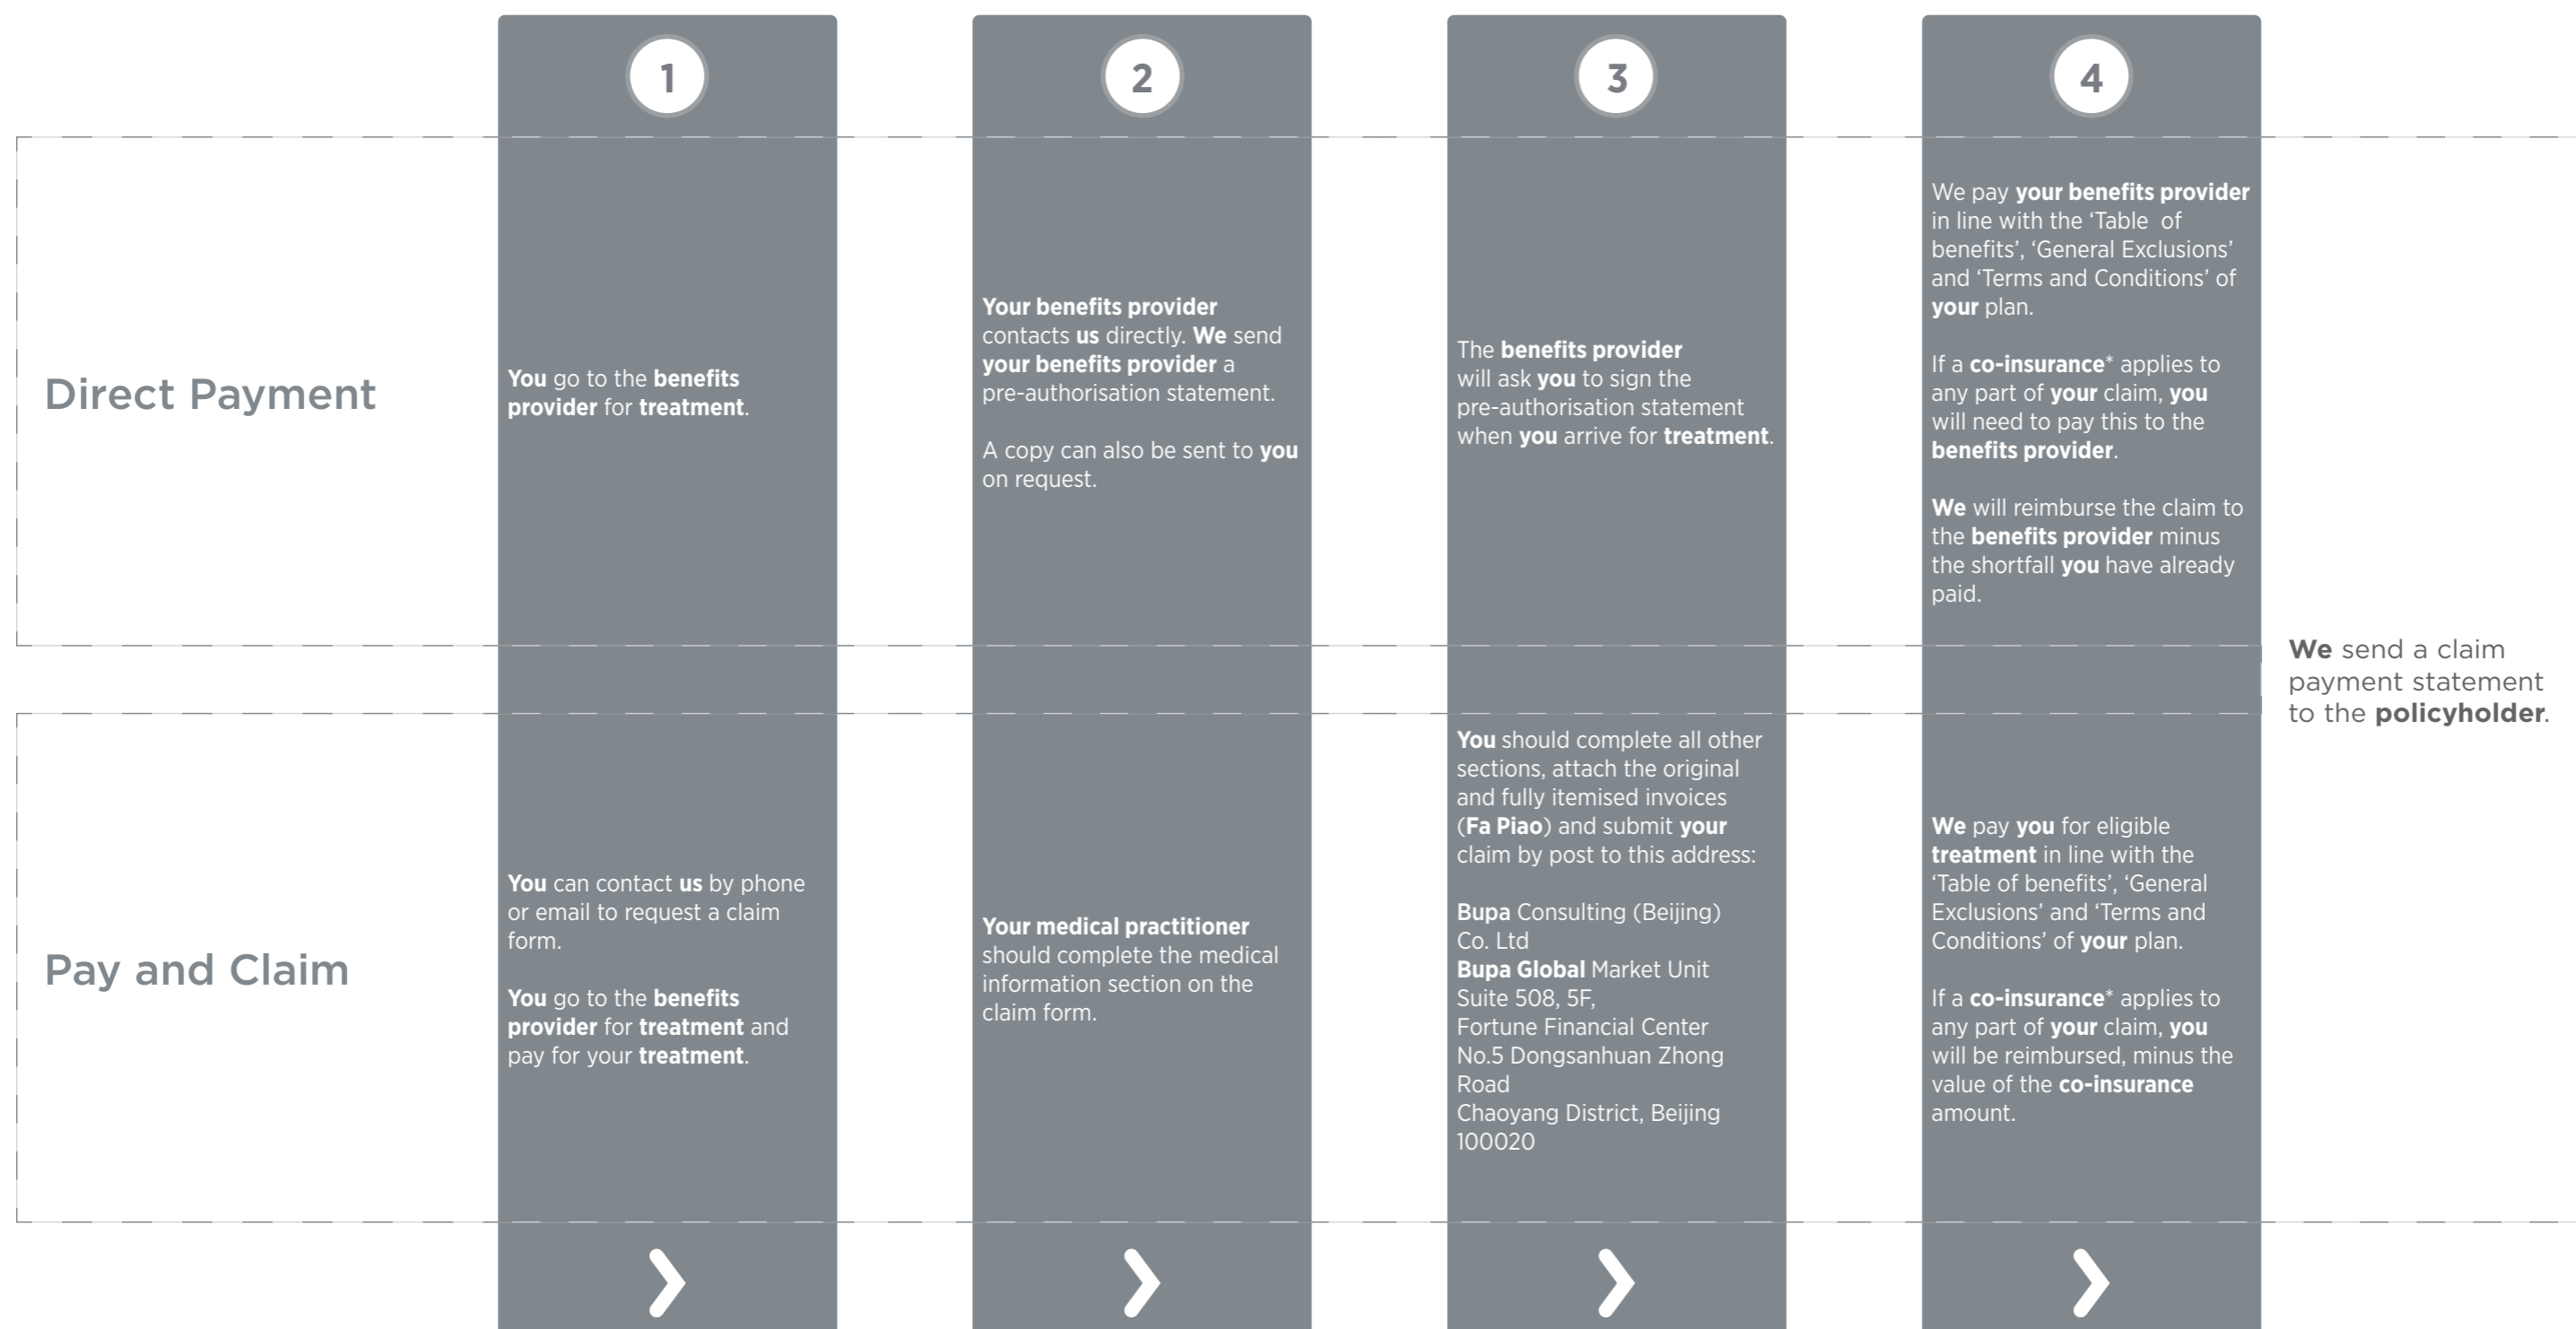 1
2
3
4
Direct Payment
You go to the benefits
provider for treatment.
Your benefits provider
contacts us directly. We send
your benefits provider a
pre-authorisation statement.
A copy can also be sent to you
on request.
The benefits provider
will ask you to sign the
pre-authorisation statement
when you arrive for treatment.
We pay your benefits provider
in line with the ‘Table of
benefits’, ‘General Exclusions’
and ‘Terms and Conditions’ of
your plan.
If a co-insurance* applies to
any part of your claim, you
will need to pay this to the
benefits provider.
We will reimburse the claim to
the benefits provider minus
the shortfall you have already
paid.
Pay and Claim
You can contact us by phone
or email to request a claim
form.
You go to the benefits
provider for treatment and
pay for your treatment.
Your medical practitioner
should complete the medical
information section on the
claim form.
You should complete all other
sections, attach the original
and fully itemised invoices
(Fa Piao) and submit your
claim by post to this address:
Bupa Consulting (Beijing)
Co. Ltd
Bupa Global Market Unit
Suite 508, 5F,
Fortune Financial Center
No.5 Dongsanhuan Zhong
Road
Chaoyang District, Beijing
100020
We pay you for eligible
treatment in line with the
‘Table of benefits’, ‘General
Exclusions’ and ‘Terms and
Conditions’ of your plan.
If a co-insurance* applies to
any part of your claim, you
will be reimbursed, minus the
value of the co-insurance
amount.
We send a claim
payment statement
to the policyholder.